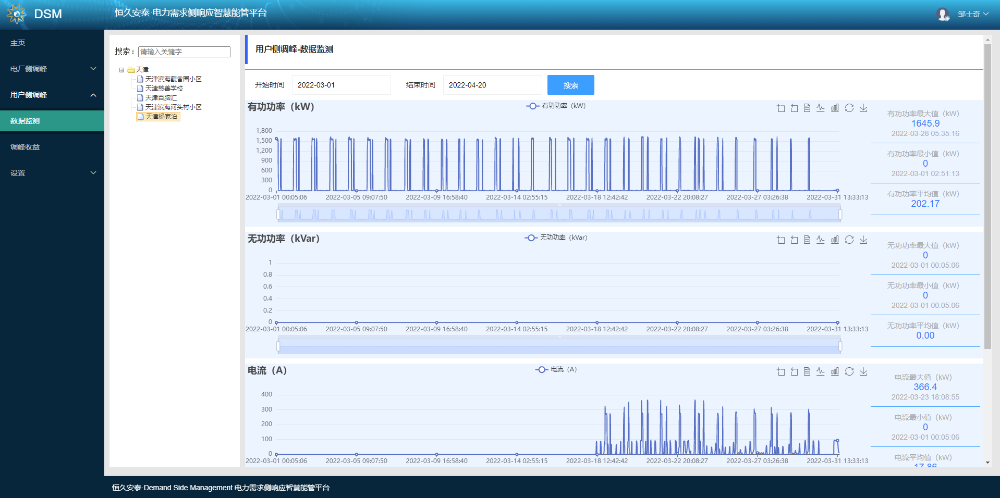 DSM
恒久安泰·电力需求侧响应智慧能管平台
邹士奇
主页
电厂侧调峰
用户侧调峰
数据监测
调峰收益
设置
搜索：
请输入关键字
天津
天津滨海馥香园小区
天津慈善学校
天津百脑汇
天津滨海河头村小区
天津杨家泊
用户侧调峰-数据监测
开始时间 2022-03-01 结束时间 2022-04-20 搜索
有功功率（kW）
有功功率（kW）
1,800
1,500
1,200
900
600
300
0
2022-03-01 00:05:06 2022-03-05 09:07:50 2022-03-09 16:58:40 2022-03-14 02:55:15 2022-03-18 12:42:42 2022-03-22 20:08:27 2022-03-27 03:26:38 2022-03-31 13:33:13
有功功率最大值（kW）
1645.9
2022-03-28 05:35:16
有功功率最小值（kW）
0
2022-03-01 02:51:13
有功功率平均值（kW）
202.17
无功功率（kVar）
无功功率（kVar）
1
0.8
0.6
0.4
0.2
0
2022-03-01 00:05:06 2022-03-05 09:07:50 2022-03-09 16:58:40 2022-03-14 02:55:15 2022-03-18 12:42:42 2022-03-22 20:08:27 2022-03-27 03:26:38 2022-03-31 13:33:13
无功功率最大值（kW）
0
2022-03-01 00:05:06
无功功率最小值（kW）
0
2022-03-01 00:05:06
无功功率平均值（kW）
0.00
电流（A）
电流（A）
400
300
200
100
0
2022-03-01 00:05:06 2022-03-05 09:07:50 2022-03-09 16:58:40 2022-03-14 02:55:15 2022-03-18 12:42:42 2022-03-22 20:08:27 2022-03-27 03:26:38 2022-03-31 13:33:13
电流最大值（kW）
366.4
2022-03-23 18:08:55
电流最小值（kW）
0
2022-03-01 00:05:06
电流平均值（kW）
17.86
恒久安泰·Demand Side Management 电力需求侧响应智慧能管平台